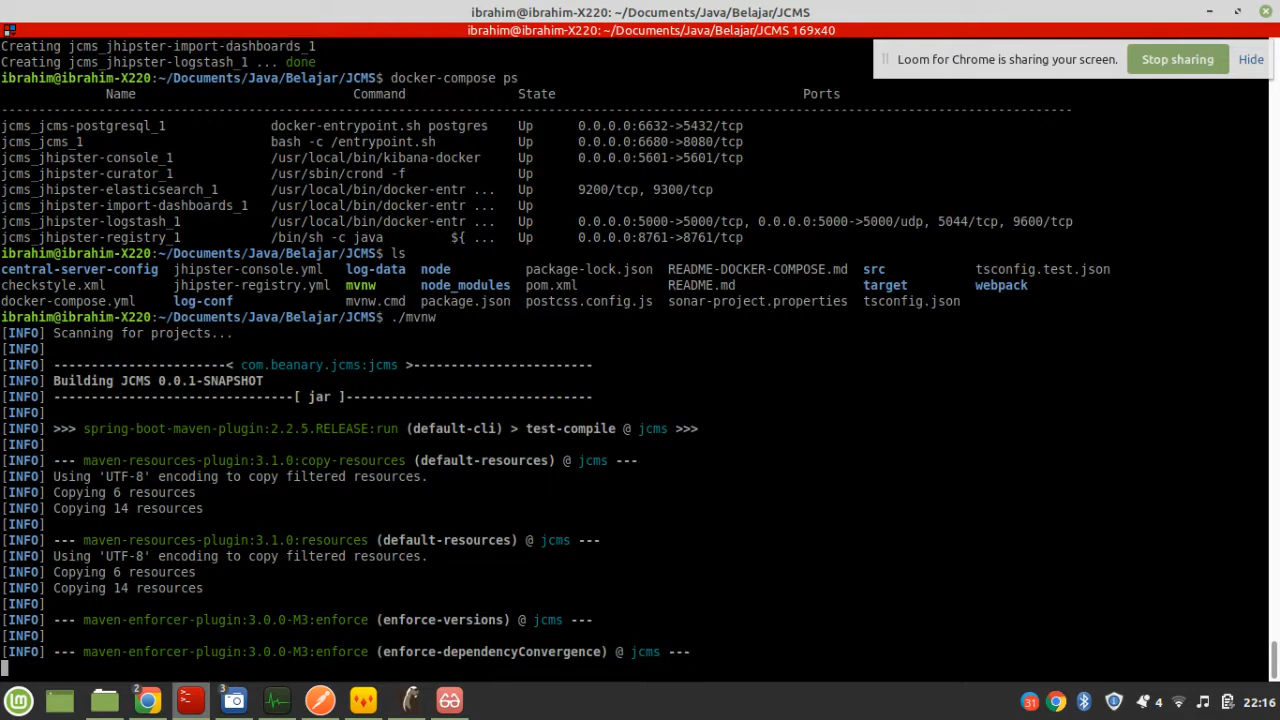 ibrahim@ibrahim-X220: ~/Documents/Java/Belajar/JCMS
ibrahim@ibrahim-X220: ~/Documents/Java/Belajar/JCMS 169x40
Loom for Chrome is sharing your screen. Stop sharing Hide
Creating jcms_jhipster-import-dashboards_1
Creating jcms_jhipster-logstash_1 ... done
ibrahim@ibrahim-X220:~/Documents/Java/Belajar/JCMS$ docker-compose ps
Name Command State Ports
------------------------------------------------------------------------------------------------------------------------------------------------
jcms_jcms-postgresql_1 docker-entrypoint.sh postgres Up 0.0.0.0:6632->5432/tcp
jcms_jcms_1 bash -c /entrypoint.sh Up 0.0.0.0:6680->8080/tcp
jcms_jhipster-console_1 /usr/local/bin/kibana-docker Up 0.0.0.0:5601->5601/tcp
jcms_jhipster-curator_1 /usr/sbin/crond -f Up
jcms_jhipster-elasticsearch_1 /usr/local/bin/docker-entr ... Up 9200/tcp, 9300/tcp
jcms_jhipster-import-dashboards_1 /usr/local/bin/docker-entr ... Up
jcms_jhipster-logstash_1 /usr/local/bin/docker-entr ... Up 0.0.0.0:5000->5000/tcp, 0.0.0.0:5000->5000/udp, 5044/tcp, 9600/tcp
jcms_jhipster-registry_1 /bin/sh -c java ${ ... Up 0.0.0.0:8761->8761/tcp
ibrahim@ibrahim-X220:~/Documents/Java/Belajar/JCMS$ ls
central-server-config jhipster-console.yml log-data node package-lock.json README-DOCKER-COMPOSE.md src tsconfig.test.json
checkstyle.xml jhipster-registry.yml mvnw node_modules pom.xml README.md target webpack
docker-compose.yml log-conf mvnw.cmd package.json postcss.config.js sonar-project.properties tsconfig.json
ibrahim@ibrahim-X220:~/Documents/Java/Belajar/JCMS$ ./mvnw
[INFO] Scanning for projects...
[INFO]
[INFO] -----------------------< com.beanary.jcms:jcms >------------------------
[INFO] Building JCMS 0.0.1-SNAPSHOT
[INFO] --------------------------------[ jar ]---------------------------------
[INFO]
[INFO] >>> spring-boot-maven-plugin:2.2.5.RELEASE:run (default-cli) > test-compile @ jcms >>>
[INFO]
[INFO] --- maven-resources-plugin:3.1.0:copy-resources (default-resources) @ jcms ---
[INFO] Using 'UTF-8' encoding to copy filtered resources.
[INFO] Copying 6 resources
[INFO] Copying 14 resources
[INFO]
[INFO] --- maven-resources-plugin:3.1.0:resources (default-resources) @ jcms ---
[INFO] Using 'UTF-8' encoding to copy filtered resources.
[INFO] Copying 6 resources
[INFO] Copying 14 resources
[INFO]
[INFO] --- maven-enforcer-plugin:3.0.0-M3:enforce (enforce-versions) @ jcms ---
[INFO]
[INFO] --- maven-enforcer-plugin:3.0.0-M3:enforce (enforce-dependencyConvergence) @ jcms ---
2 3 31 4 22:16